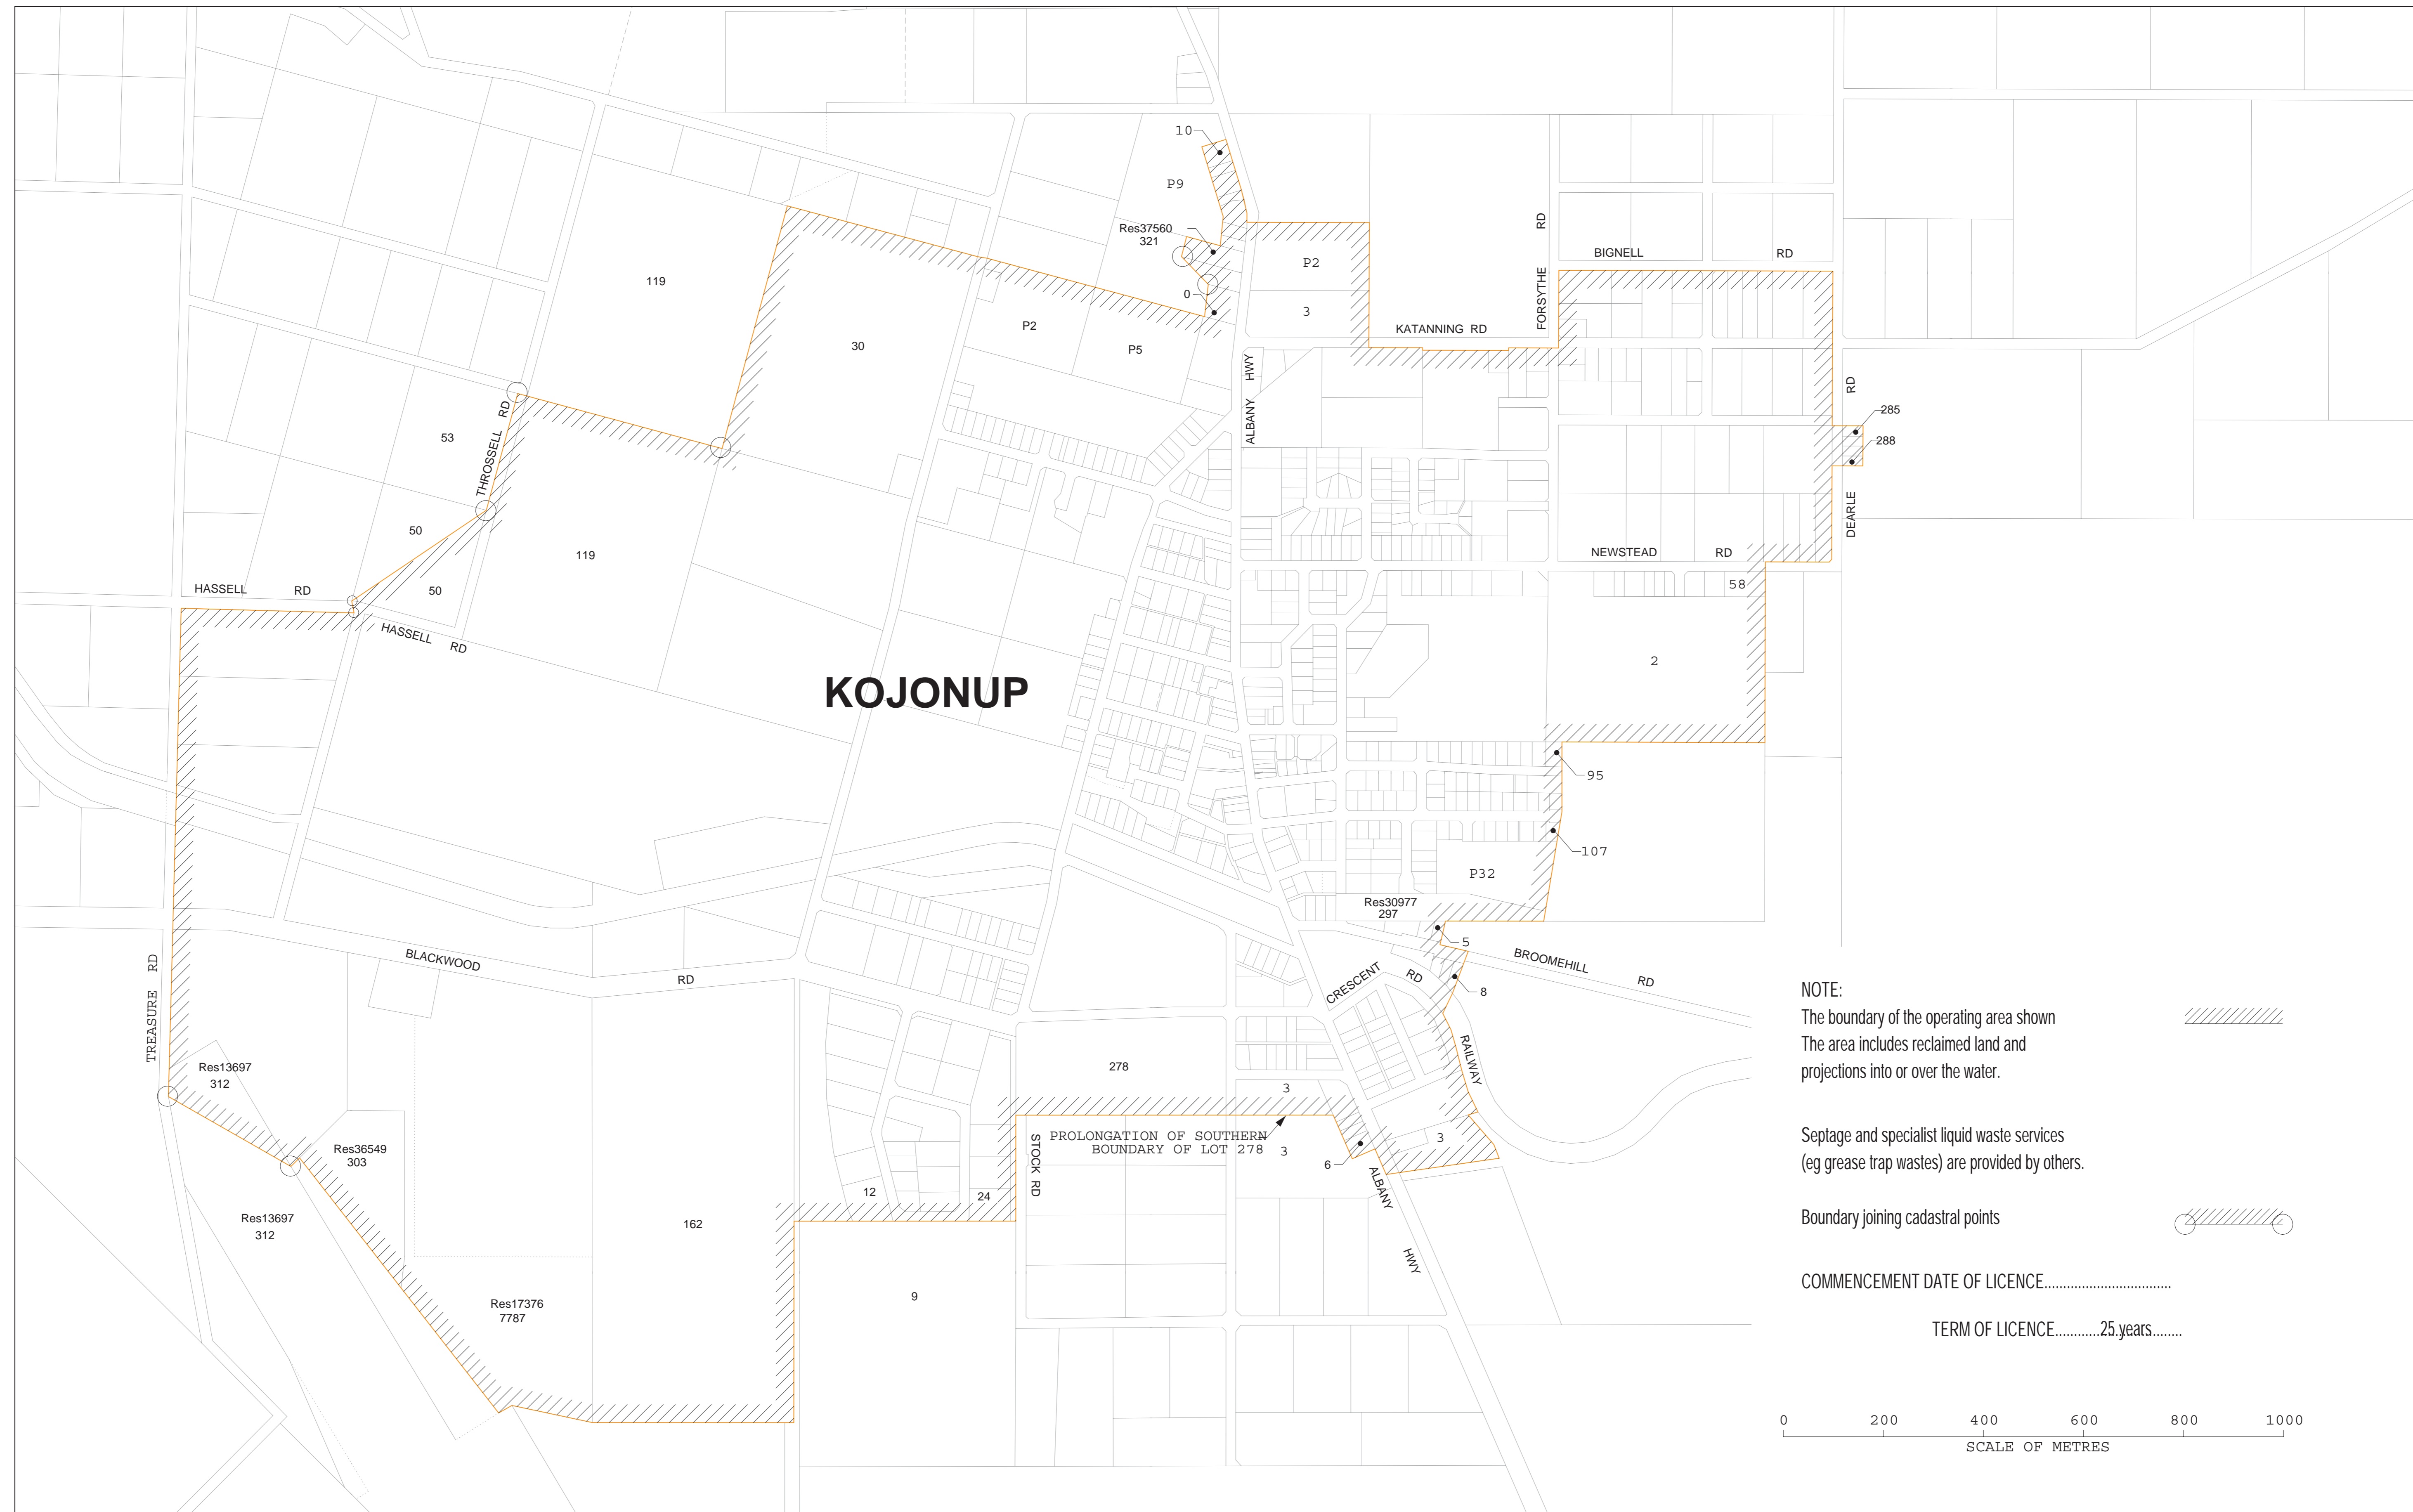 10
P9
Res37560
321
119
P2
RD
BIGNELL RD
FORSYTHE
0
3
P2
KATANNING RD
30
P5
ALBANY HWY
RD
285
53
THROSSELL RD
288
DEARLE
50
119
NEWSTEAD RD
HASSELL RD
50
58
HASSELL RD
2
KOJONUP
95
107
P32
Res30977
297
5
BROOMEHILL RD
BLACKWOOD RD
CRESCENT RD
8
TREASURE RD
RAILWAY
Res13697
312
278
3
PROLONGATION OF SOUTHERN
BOUNDARY OF LOT 278
3
3
STOCK RD
6
Res36549
303
ALBANY HWY
12
24
Res13697
312
162
9
Res17376
7787
NOTE:
The boundary of the operating area shown
The area includes reclaimed land and
projections into or over the water.
Septage and specialist liquid waste services
(eg grease trap wastes) are provided by others.
Boundary joining cadastral points
COMMENCEMENT DATE OF LICENCE..................................
TERM OF LICENCE............25 years..........
0 200 400 600 800 1000
SCALE OF METRES